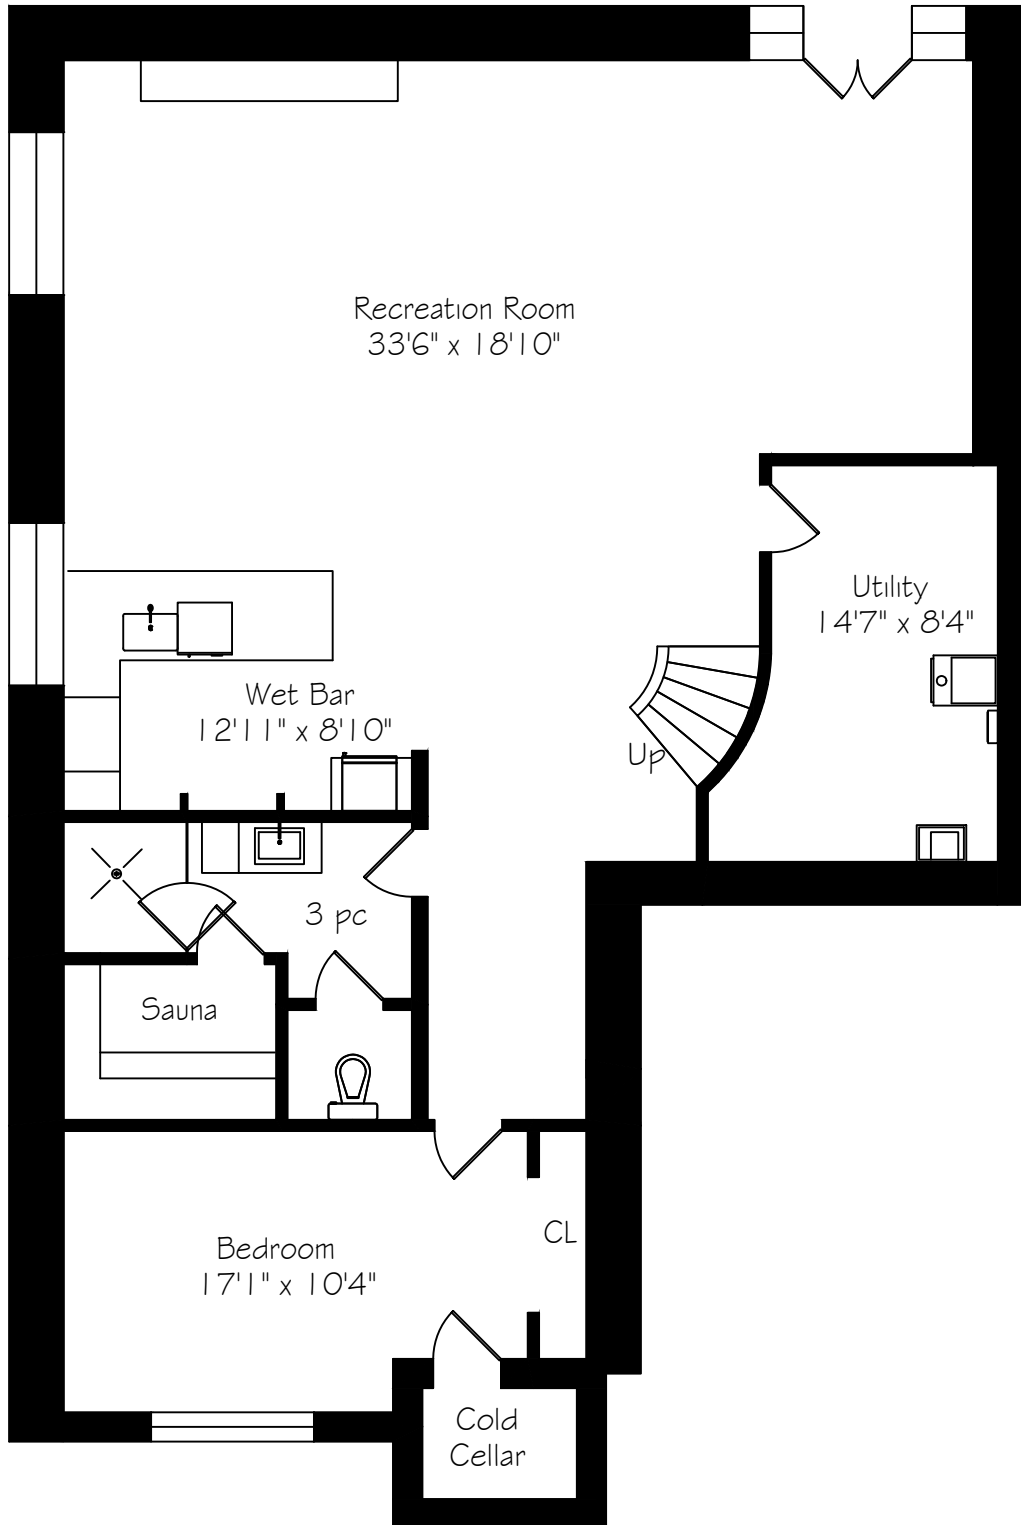 Recreation Room
33'6" x 18'10"
Utility
14'7" x 8'4"
Wet Bar
12'11" x 8'10"
Up
3 pc
Sauna
CL
Bedroom
17'1" x 10'4"
Cold
Cellar